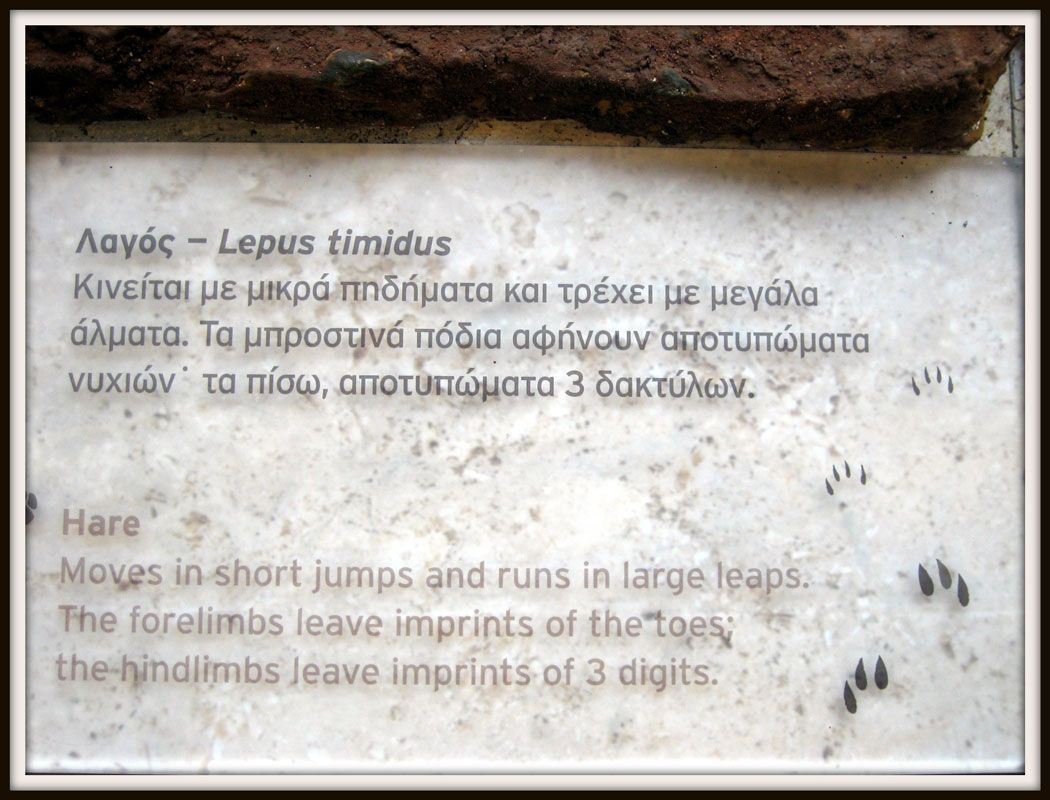 Λαγός – Lepus timidus
Κινείται με μικρά πηδήματα και τρέχει με μεγάλα
άλματα. Τα μπροστινά πόδια αφήνουν αποτυπώματα
νυχιών˙ τα πίσω, αποτυπώματα 3 δακτύλων.
Hare
Moves in short jumps and runs in large leaps.
The forelimbs leave imprints of the toes;
the hindlimbs leave imprints of 3 digits.